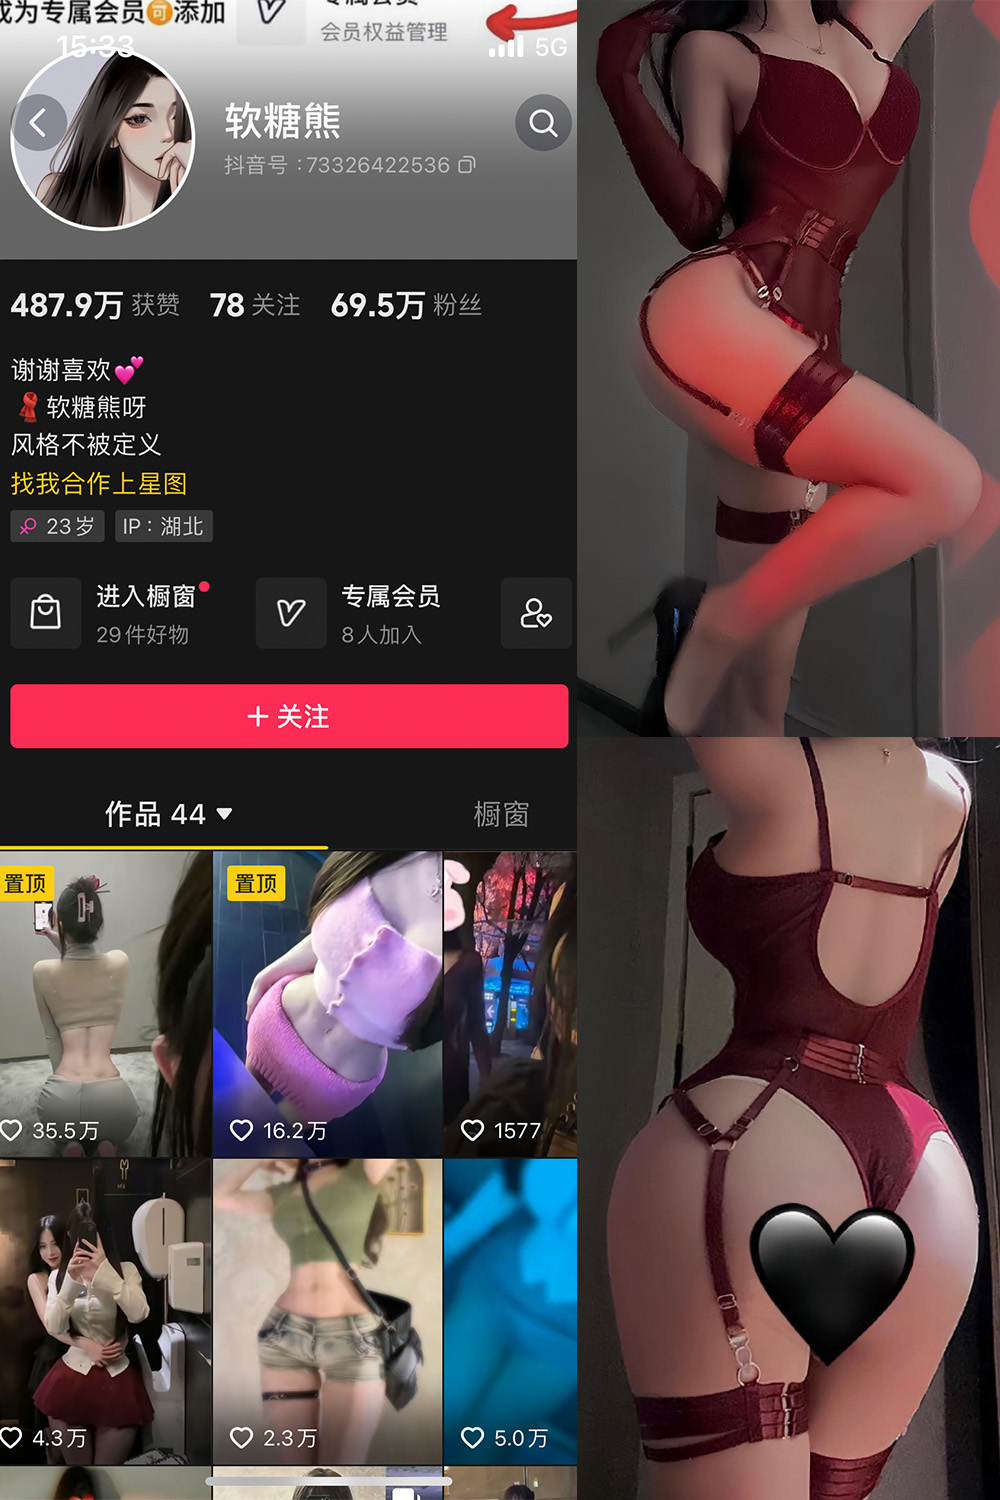 成为专属会员可添加
会员权益管理
15:33
5G
软糖熊
抖音号：73326422536
487.9万 获赞 78 关注 69.5万 粉丝
谢谢喜欢💕
🧣软糖熊呀
风格不被定义
找我合作上星图
23岁 IP：湖北
进入橱窗
29件好物
专属会员
8人加入
+ 关注
作品 44
橱窗
置顶
置顶
35.5万
16.2万
1577
4.3万
2.3万
5.0万